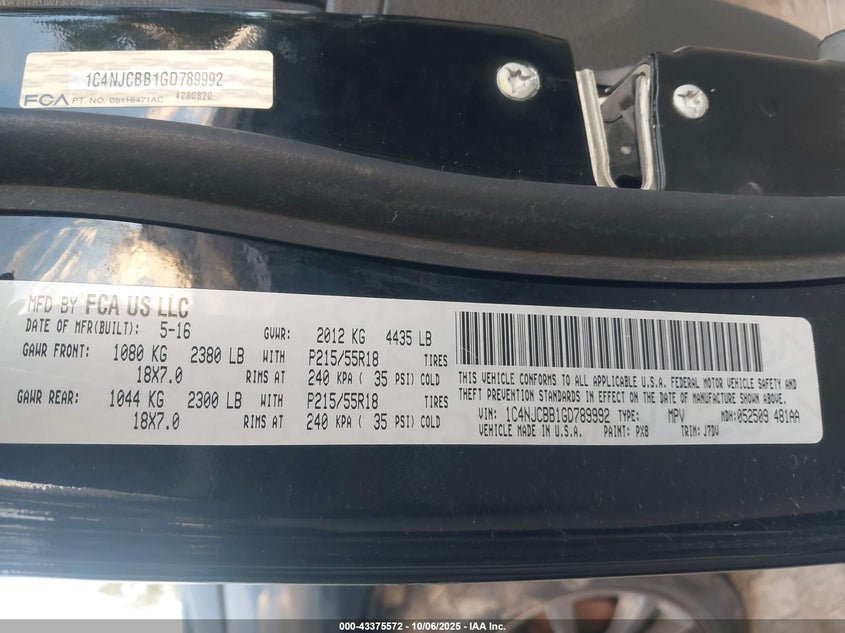 1C4NJCBB1GD789992
FCA PT. NO. 05116471AC 4280820
MFD BY FCA US LLC
DATE OF MFR(BUILT): 5-16 GVWR: 2012 KG 4435 LB
GAWR FRONT: 1080 KG 2380 LB WITH P215/55R18 TIRES
18X7.0 RIMS AT 240 KPA ( 35 PSI) COLD
GAWR REAR: 1044 KG 2300 LB WITH P215/55R18 TIRES
18X7.0 RIMS AT 240 KPA ( 35 PSI) COLD
THIS VEHICLE CONFORMS TO ALL APPLICABLE U.S.A. FEDERAL MOTOR VEHICLE SAFETY AND
THEFT PREVENTION STANDARDS IN EFFECT ON THE DATE OF MANUFACTURE SHOWN ABOVE.
VIN: 1C4NJCBB1GD789992 TYPE: MPV MDH: 052509 481AA
VEHICLE MADE IN U.S.A. PAINT: PX8 TRIM: J7DV
000-43375572 - 10/06/2025 - IAA Inc.